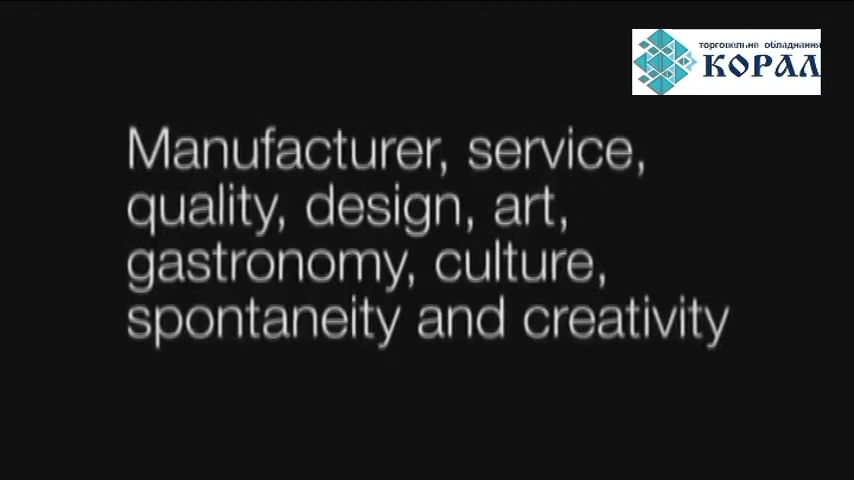 торговельне обладнання
КОРАЛ
Manufacturer, service,
quality, design, art,
gastronomy, culture,
spontaneity and creativity